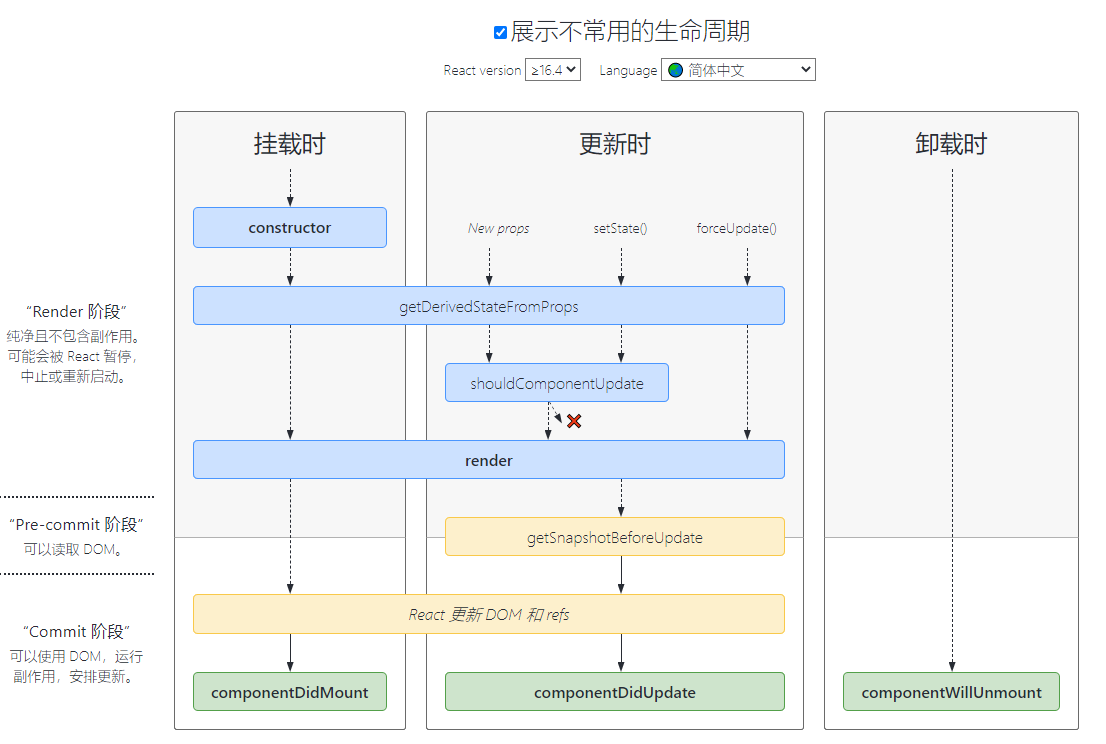 展示不常用的生命周期
React version ≥16.4 Language 简体中文
挂载时 更新时 卸载时
constructor
New props setState() forceUpdate()
getDerivedStateFromProps
“Render 阶段”
纯净且不包含副作用。
可能会被 React 暂停，
中止或重新启动。
shouldComponentUpdate
render
“Pre-commit 阶段”
可以读取 DOM。
getSnapshotBeforeUpdate
React 更新 DOM 和 refs
“Commit 阶段”
可以使用 DOM，运行
副作用，安排更新。
componentDidMount componentDidUpdate componentWillUnmount